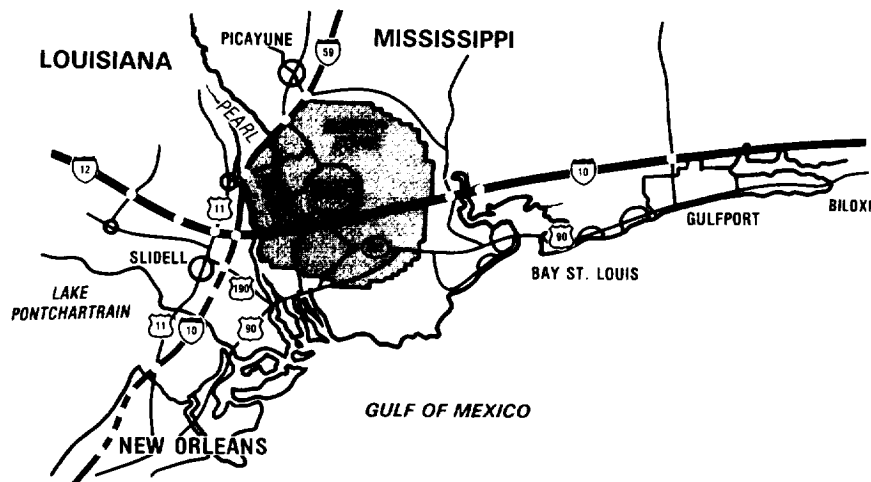 PICAYUNE
59
MISSISSIPPI
LOUISIANA
PEARL
12
10
11
90
GULFPORT
BILOXI
SLIDELL
BAY ST. LOUIS
LAKE
PONTCHARTRAIN
190
11
10
90
GULF OF MEXICO
NEW ORLEANS